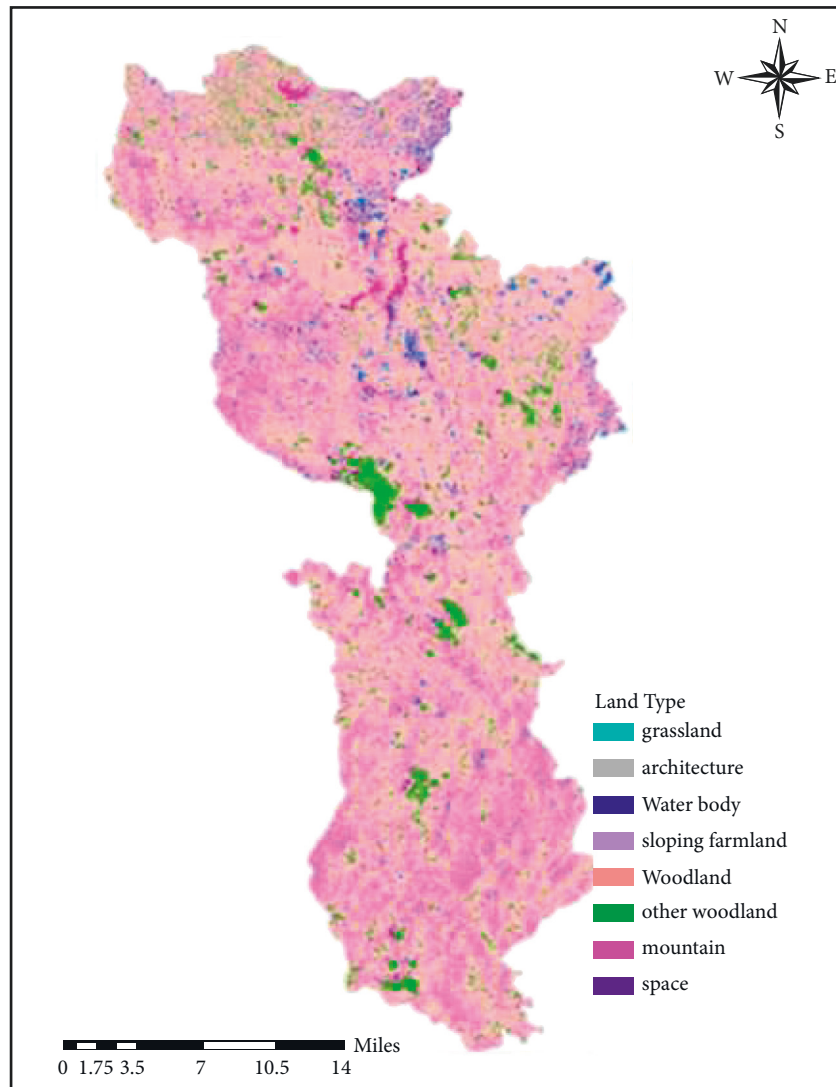 N
W E
S
Land Type
grassland
architecture
Water body
sloping farmland
Woodland
other woodland
mountain
space
Miles
0 1.75 3.5 7 10.5 14